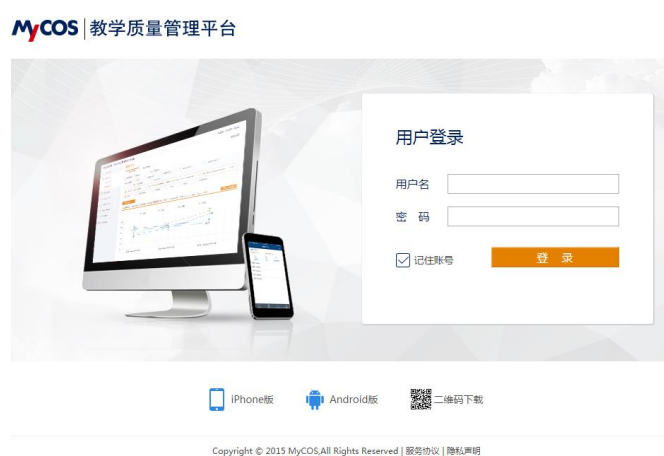 MyCOS 教学质量管理平台
用户登录
用户名
密 码
记住账号 登 录
iPhone版 Android版 二维码下载
Copyright © 2015 MyCOS,All Rights Reserved | 服务协议 | 隐私声明